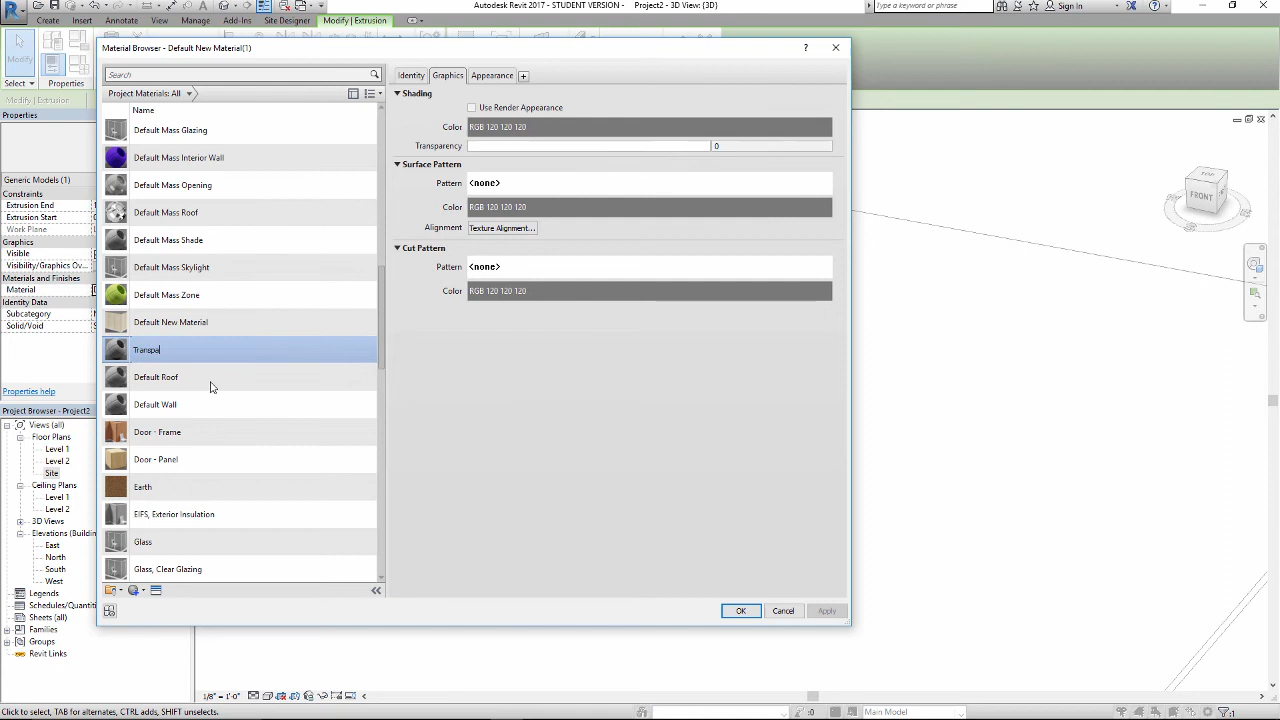 Autodesk Revit 2017 - STUDENT VERSION - Project2 - 3D View: {3D}
Type a keyword or phrase
Sign In
Create Insert Annotate View Manage Add-Ins Site Designer Modify | Extrusion
Modify
Select
Properties
Modify | Extrusion
Properties
Generic Models (1)
Constraints
Extrusion End
Extrusion Start
Work Plane
Graphics
Visible
Visibility/Graphics Ov...
Materials and Finishes
Material
Identity Data
Subcategory
Solid/Void
Properties help
Project Browser - Project2
Views (all)
Floor Plans
Level 1
Level 2
Site
Ceiling Plans
Level 1
Level 2
3D Views
Elevations (Building
East
North
South
West
Legends
Schedules/Quantiti
Sheets (all)
Families
Groups
Revit Links
Material Browser - Default New Material(1)
?
Search
Project Materials: All
Name
Default Mass Glazing
Default Mass Interior Wall
Default Mass Opening
Default Mass Roof
Default Mass Shade
Default Mass Skylight
Default Mass Zone
Default New Material
Transpa
Default Roof
Default Wall
Door - Frame
Door - Panel
Earth
EIFS, Exterior Insulation
Glass
Glass, Clear Glazing
Identity Graphics Appearance
Shading
Use Render Appearance
Color RGB 120 120 120
Transparency 0
Surface Pattern
Pattern <none>
Color RGB 120 120 120
Alignment Texture Alignment...
Cut Pattern
Pattern <none>
Color RGB 120 120 120
OK Cancel Apply
TOP
FRONT
1/8" = 1'-0"
Click to select, TAB for alternates, CTRL adds, SHIFT unselects.
:0
Main Model
:1